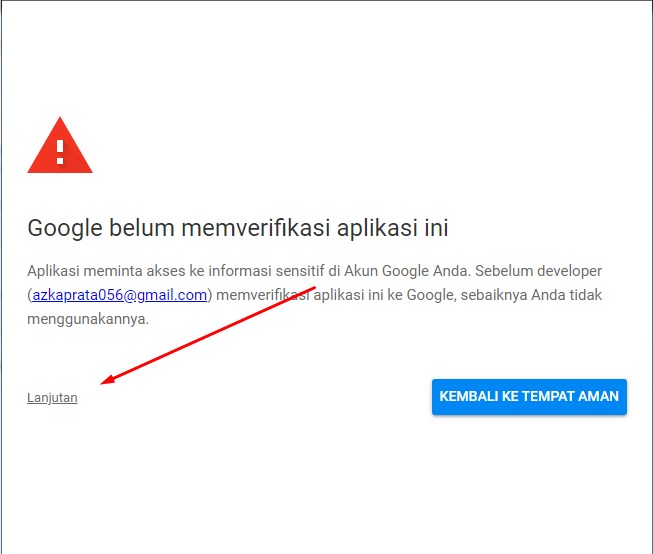 Google belum memverifikasi aplikasi ini
Aplikasi meminta akses ke informasi sensitif di Akun Google Anda. Sebelum developer
(azkaprata056@gmail.com) memverifikasi aplikasi ini ke Google, sebaiknya Anda tidak
menggunakannya.
Lanjutan
KEMBALI KE TEMPAT AMAN